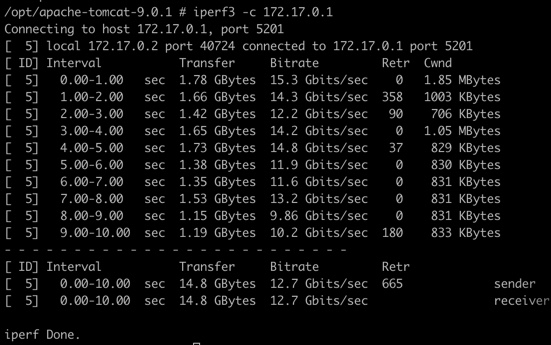 /opt/apache-tomcat-9.0.1 # iperf3 -c 172.17.0.1
Connecting to host 172.17.0.1, port 5201
[  5] local 172.17.0.2 port 40724 connected to 172.17.0.1 port 5201
[ ID] Interval           Transfer     Bitrate         Retr  Cwnd
[  5]   0.00-1.00   sec  1.78 GBytes  15.3 Gbits/sec    0   1.85 MBytes
[  5]   1.00-2.00   sec  1.66 GBytes  14.3 Gbits/sec  358   1003 KBytes
[  5]   2.00-3.00   sec  1.42 GBytes  12.2 Gbits/sec   90    706 KBytes
[  5]   3.00-4.00   sec  1.65 GBytes  14.2 Gbits/sec    0   1.05 MBytes
[  5]   4.00-5.00   sec  1.73 GBytes  14.8 Gbits/sec   37    829 KBytes
[  5]   5.00-6.00   sec  1.38 GBytes  11.9 Gbits/sec    0    830 KBytes
[  5]   6.00-7.00   sec  1.35 GBytes  11.6 Gbits/sec    0    831 KBytes
[  5]   7.00-8.00   sec  1.53 GBytes  13.2 Gbits/sec    0    831 KBytes
[  5]   8.00-9.00   sec  1.15 GBytes  9.86 Gbits/sec    0    831 KBytes
[  5]   9.00-10.00  sec  1.19 GBytes  10.2 Gbits/sec  180    833 KBytes
- - - - - - - - - - - - - - - - - - - - - - - - -
[ ID] Interval           Transfer     Bitrate         Retr
[  5]   0.00-10.00  sec  14.8 GBytes  12.7 Gbits/sec  665             sender
[  5]   0.00-10.00  sec  14.8 GBytes  12.7 Gbits/sec                  receiver
iperf Done.